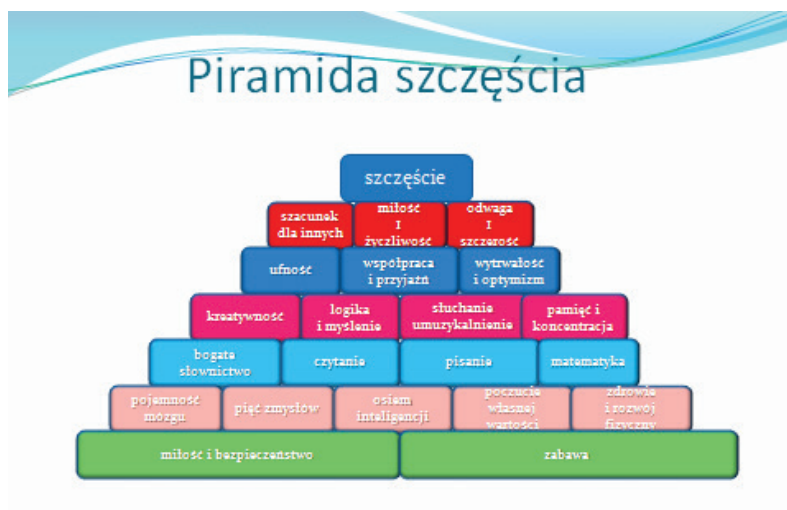 Piramida szczęścia
szczęście
szacunek
dla innych
miłość
i
życzliwość
odwaga
i
szczerość
ufność
współpraca
i przyjaźń
wytrwałość
i optymizm
kreatywność
logika
i myślenie
słuchanie
umuzykalnienie
pamięć i
koncentracja
bogate
słownictwo
czytanie
pisanie
matematyka
pojemność
mózgu
pięć zmysłów
osiem
inteligencji
poczucie
własnej
wartości
zdrowie
i rozwój
fizyczny
miłość i bezpieczeństwo
zabawa